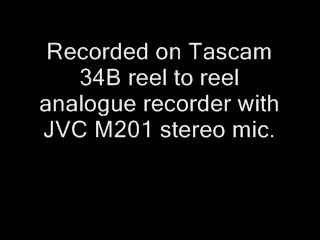 Recorded on Tascam
34B reel to reel
analogue recorder with
JVC M201 stereo mic.